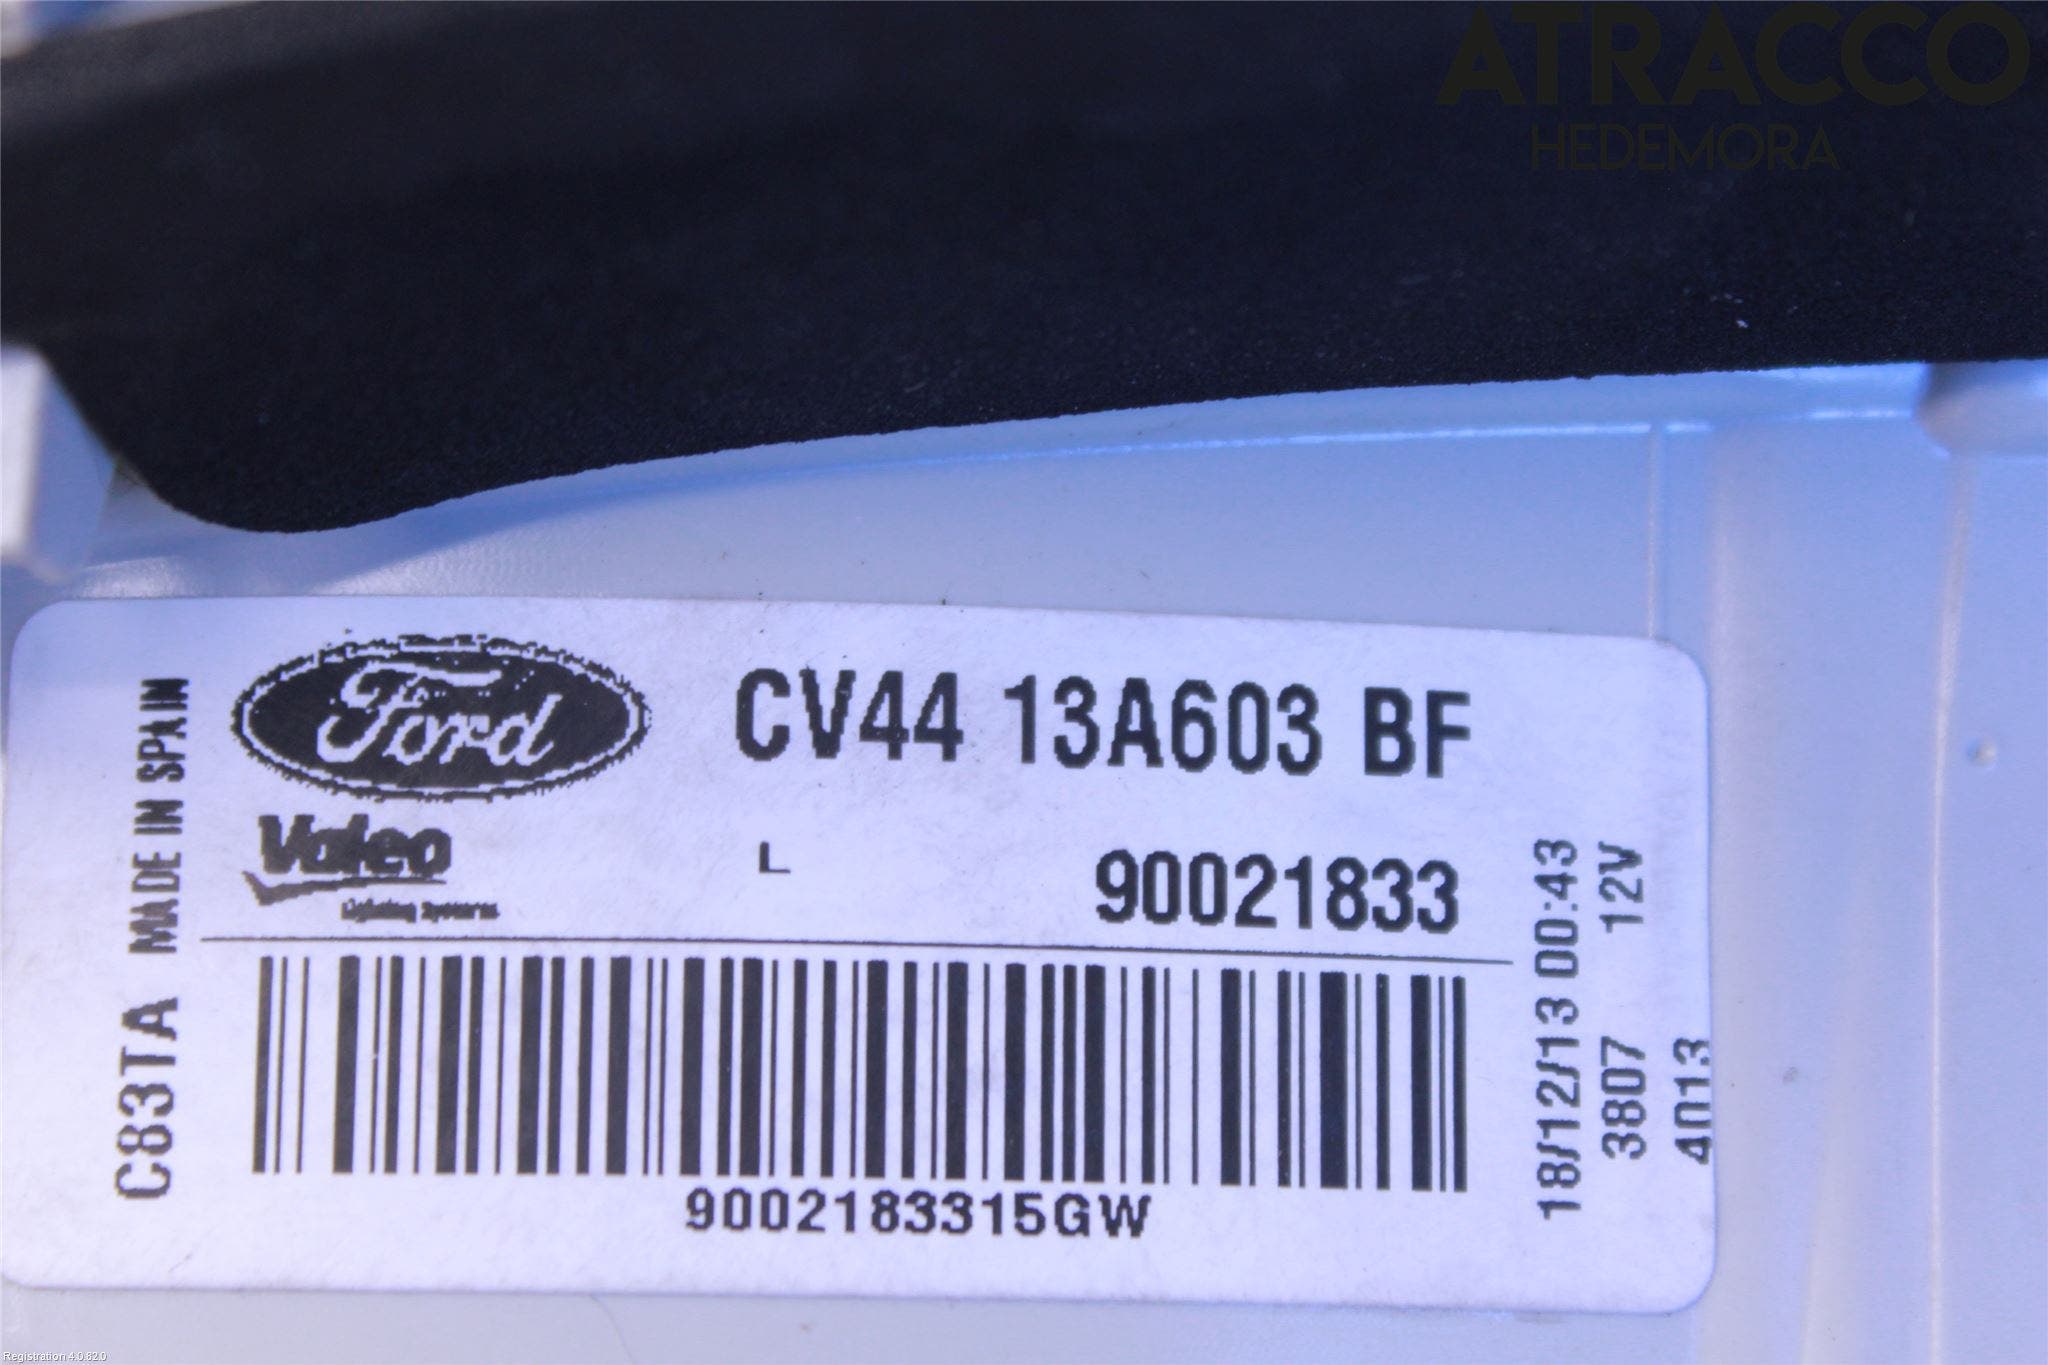 ATRACCO
HEDEMORA
Ford
CV44 13A603 BF
Valeo
Lighting Systems
L
90021833
9002183315GW
C83TA MADE IN SPAIN
18/12/13 00:43
3807 12V
4013
Registration 4.0.82.0